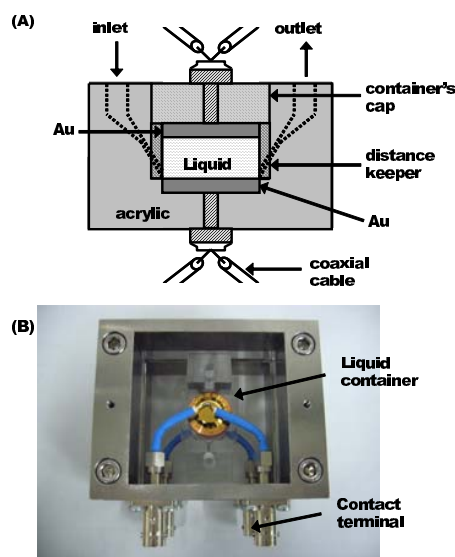 (A)
inlet
outlet
container's
cap
Au
Liquid
distance
keeper
acrylic
Au
coaxial
cable
(B)
Liquid
container
Contact
terminal